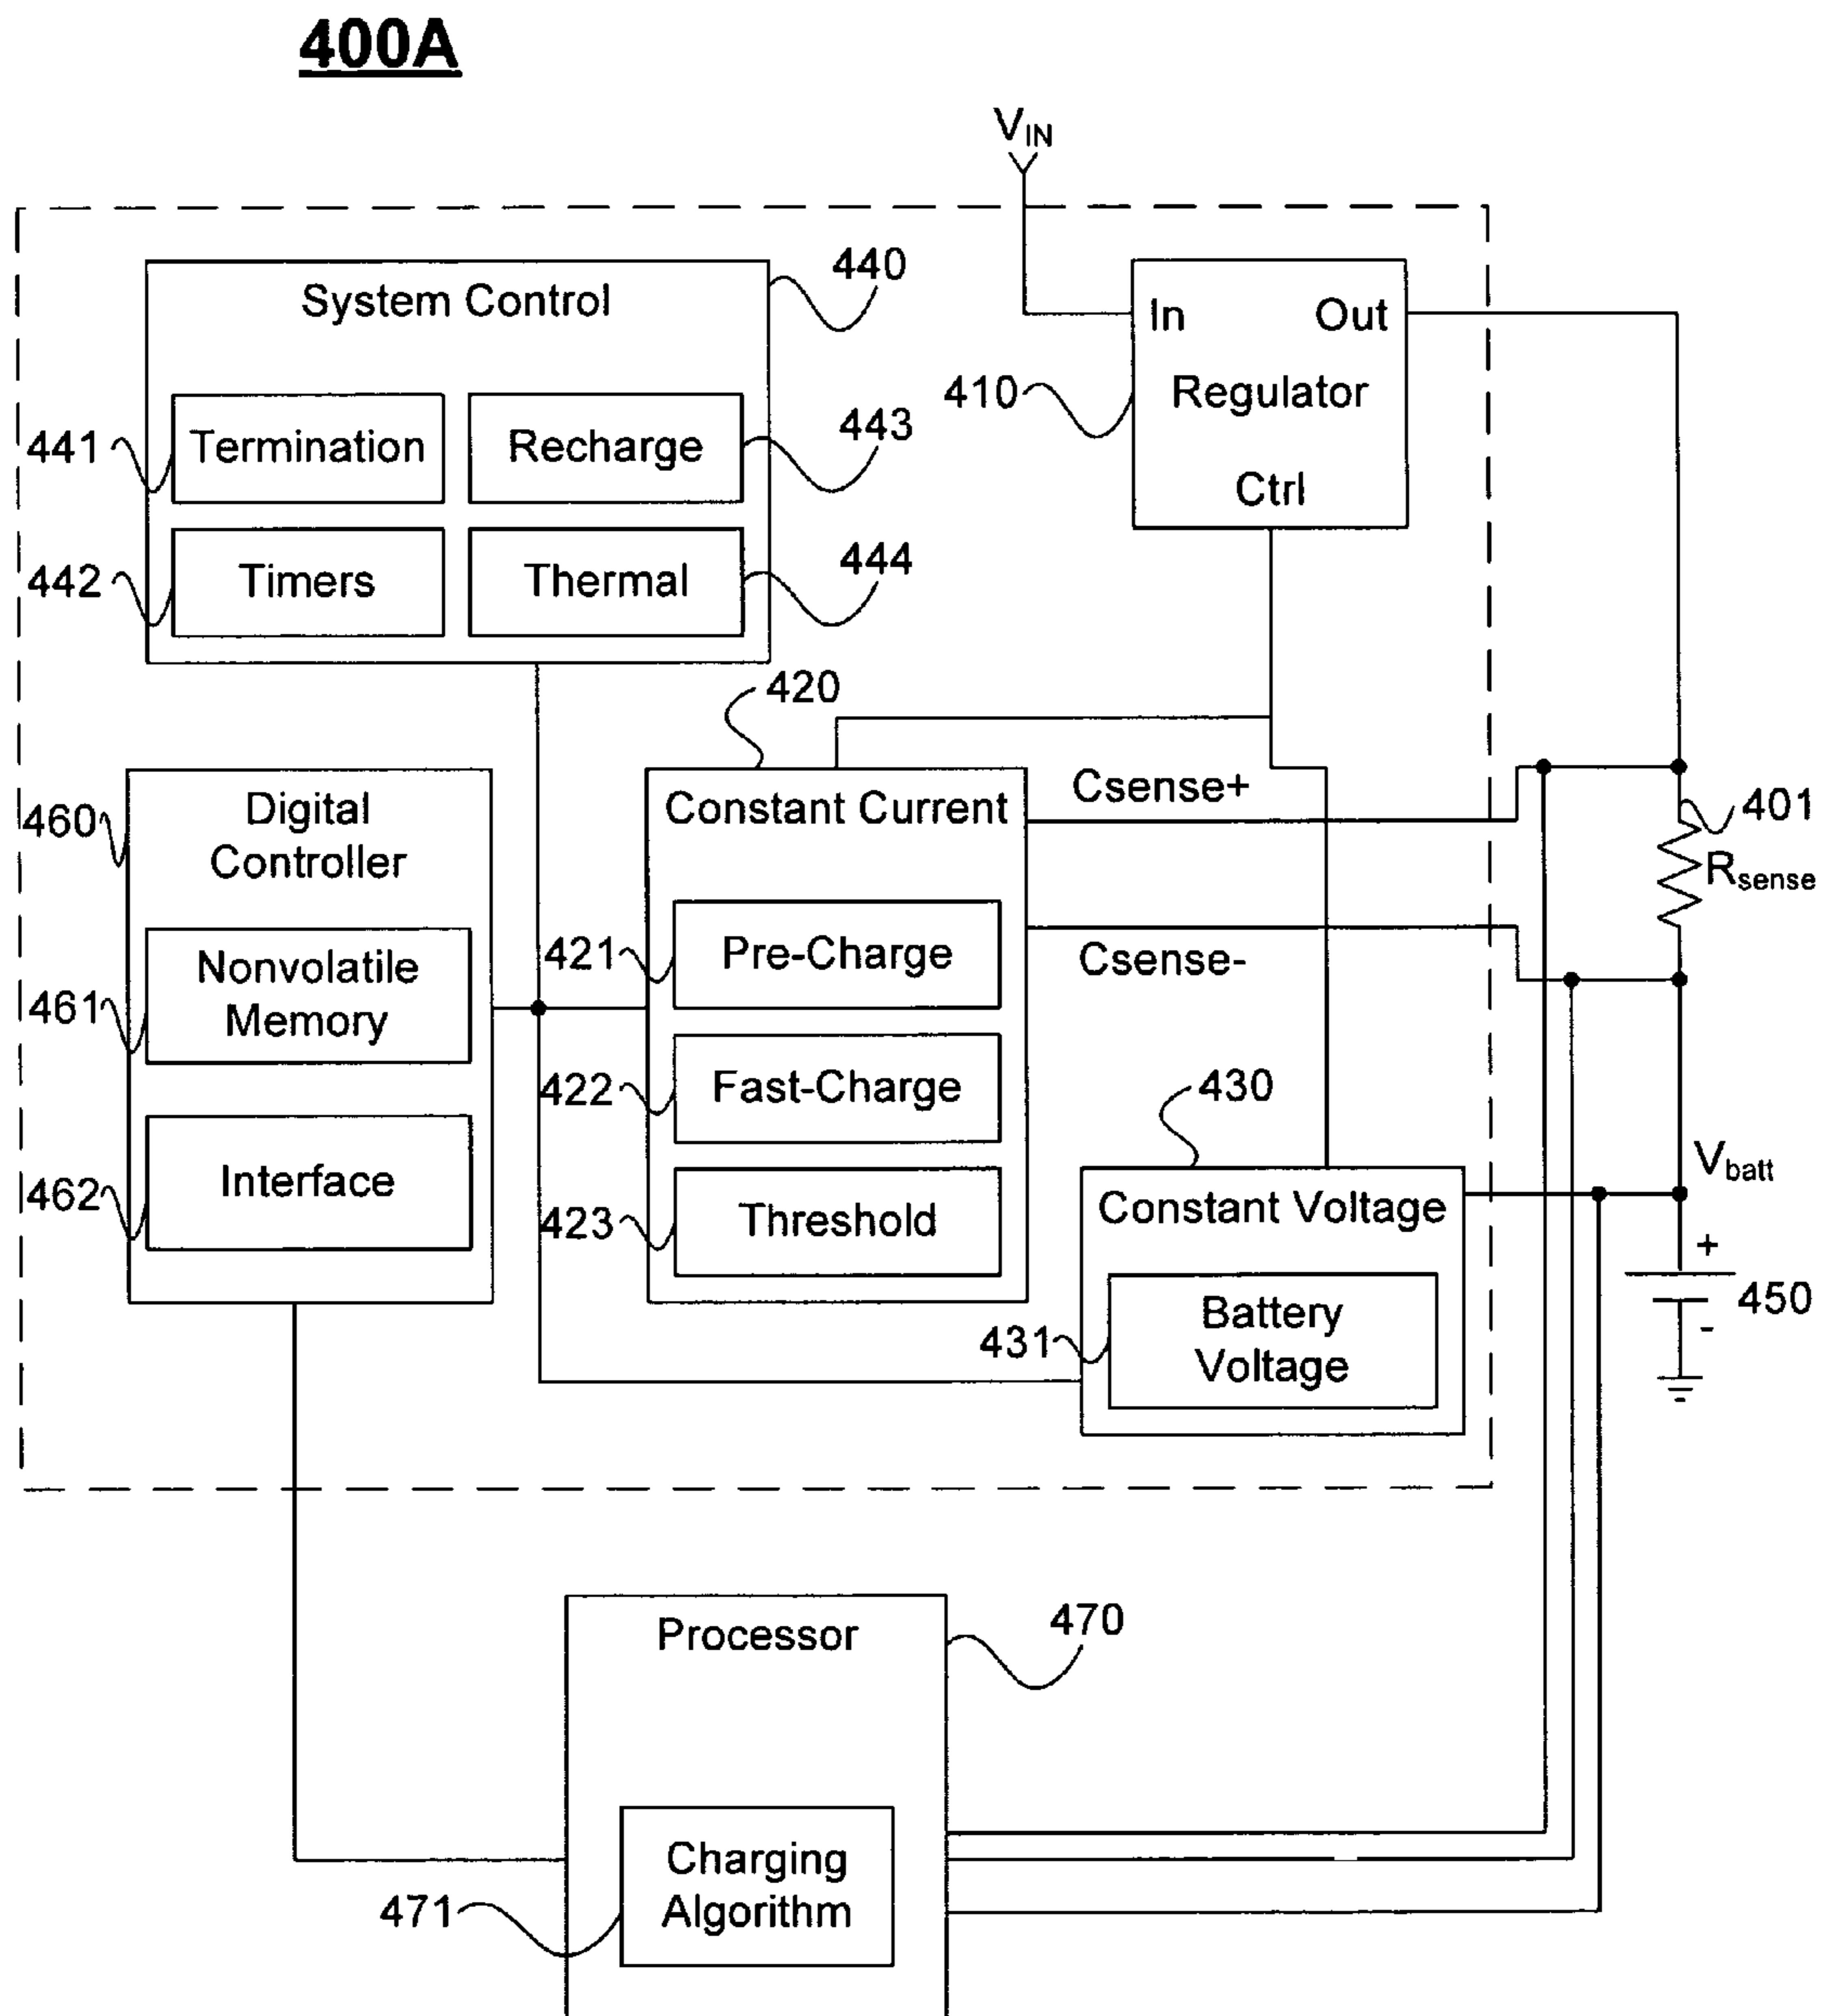 400A
VIN
440
System Control
In
Out
410
Regulator
Ctrl
441
Termination
Recharge
443
442
Timers
Thermal
444
420
460
Digital
Controller
Constant Current
Csense+
401
Rsense
461
Nonvolatile
Memory
421
Pre-Charge
Csense-
422
Fast-Charge
430
462
Interface
423
Threshold
Constant Voltage
Vbatt
+
450
-
431
Battery
Voltage
Processor
470
471
Charging
Algorithm